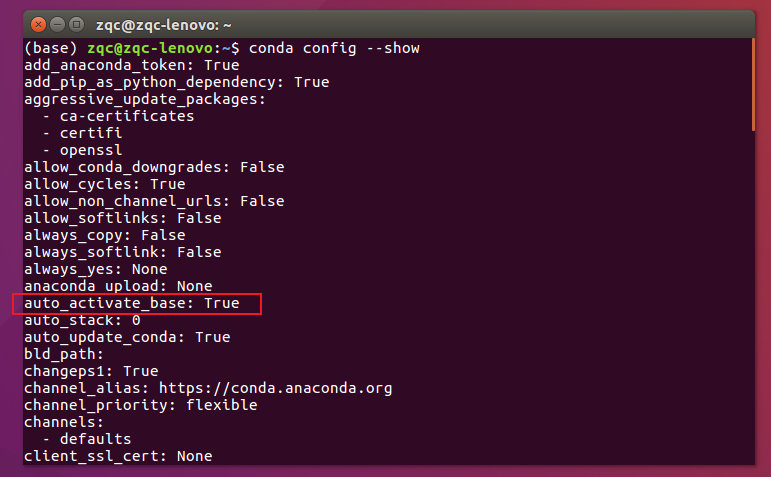 zqc@zqc-lenovo: ~
(base) zqc@zqc-lenovo:~$ conda config --show
add_anaconda_token: True
add_pip_as_python_dependency: True
aggressive_update_packages:
  - ca-certificates
  - certifi
  - openssl
allow_conda_downgrades: False
allow_cycles: True
allow_non_channel_urls: False
allow_softlinks: False
always_copy: False
always_softlink: False
always_yes: None
anaconda_upload: None
auto_activate_base: True
auto_stack: 0
auto_update_conda: True
bld_path:
changeps1: True
channel_alias: https://conda.anaconda.org
channel_priority: flexible
channels:
  - defaults
client_ssl_cert: None